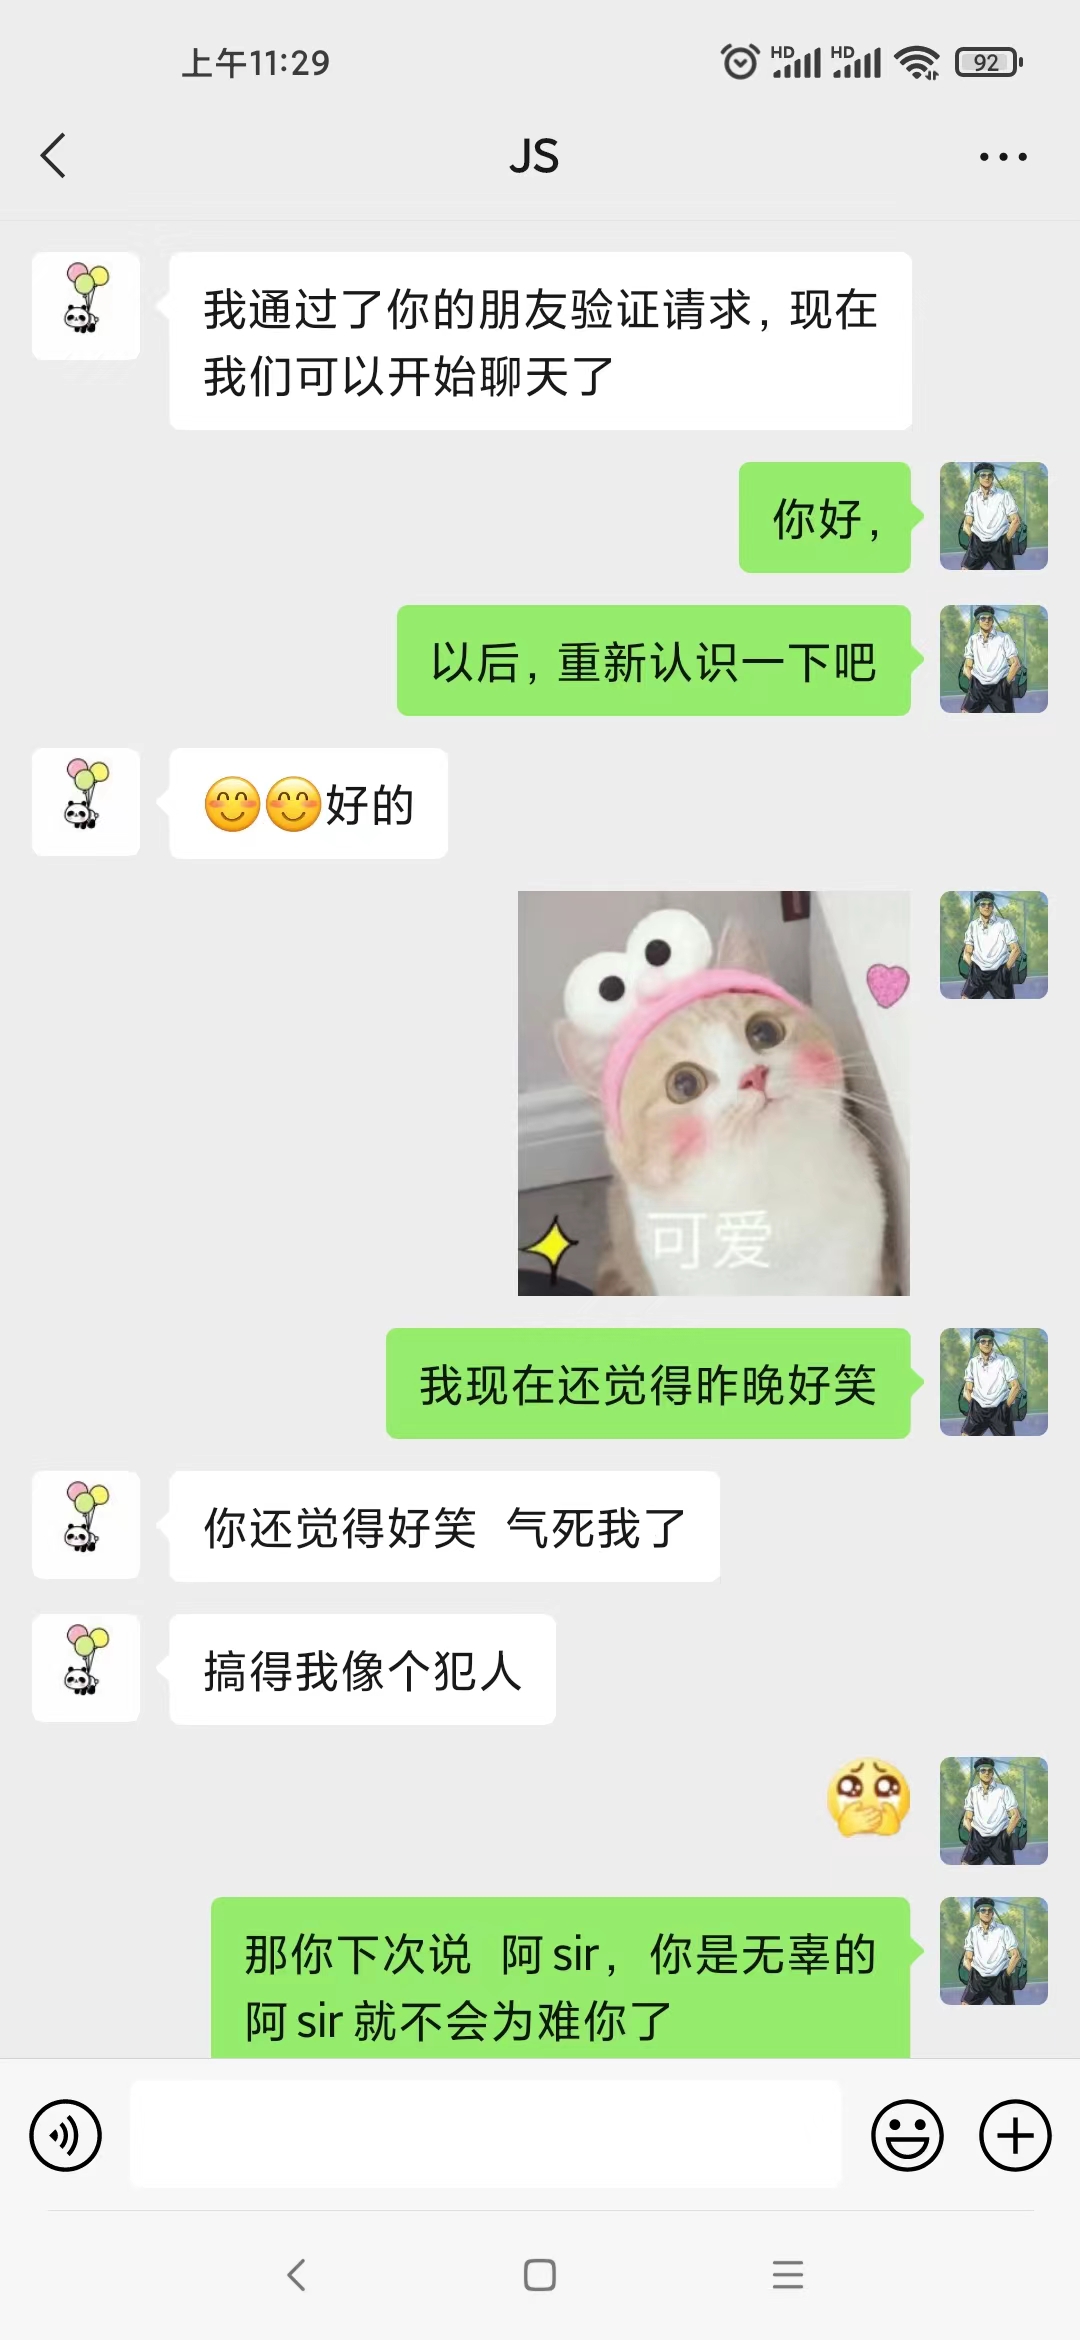 上午11:29
HD HD 92
JS
我通过了你的朋友验证请求，现在
我们可以开始聊天了
你好，
以后，重新认识一下吧
😊😊好的
可爱
我现在还觉得昨晚好笑
你还觉得好笑 气死我了
搞得我像个犯人
那你下次说 阿sir，你是无辜的
阿sir就不会为难你了